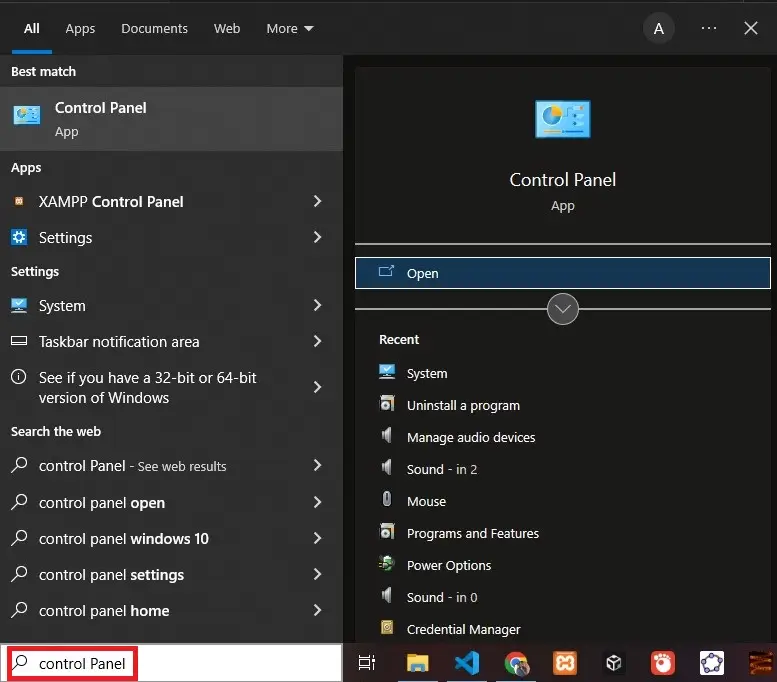 All Apps Documents Web More A
Best match
Control Panel
App
Apps
XAMPP Control Panel
Settings
Settings
System
Taskbar notification area
See if you have a 32-bit or 64-bit
version of Windows
Search the web
control Panel - See web results
control panel open
control panel windows 10
control panel settings
control panel home
control Panel
Control Panel
App
Open
Recent
System
Uninstall a program
Manage audio devices
Sound - in 2
Mouse
Programs and Features
Power Options
Sound - in 0
Credential Manager